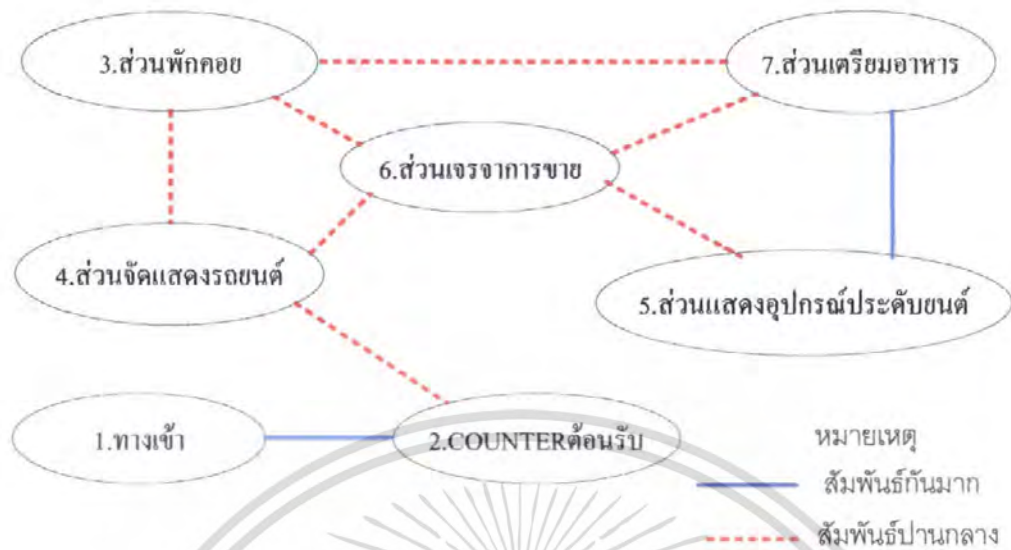 3.ส่วนพักคอย
7.ส่วนเตรียมอาหาร
6.ส่วนเจรจาการขาย
4.ส่วนจัดแสดงรถยนต์
5.ส่วนแสดงอุปกรณ์ประดับยนต์
1.ทางเข้า
2.COUNTERต้อนรับ
หมายเหตุ
สัมพันธ์กันมาก
สัมพันธ์ปานกลาง